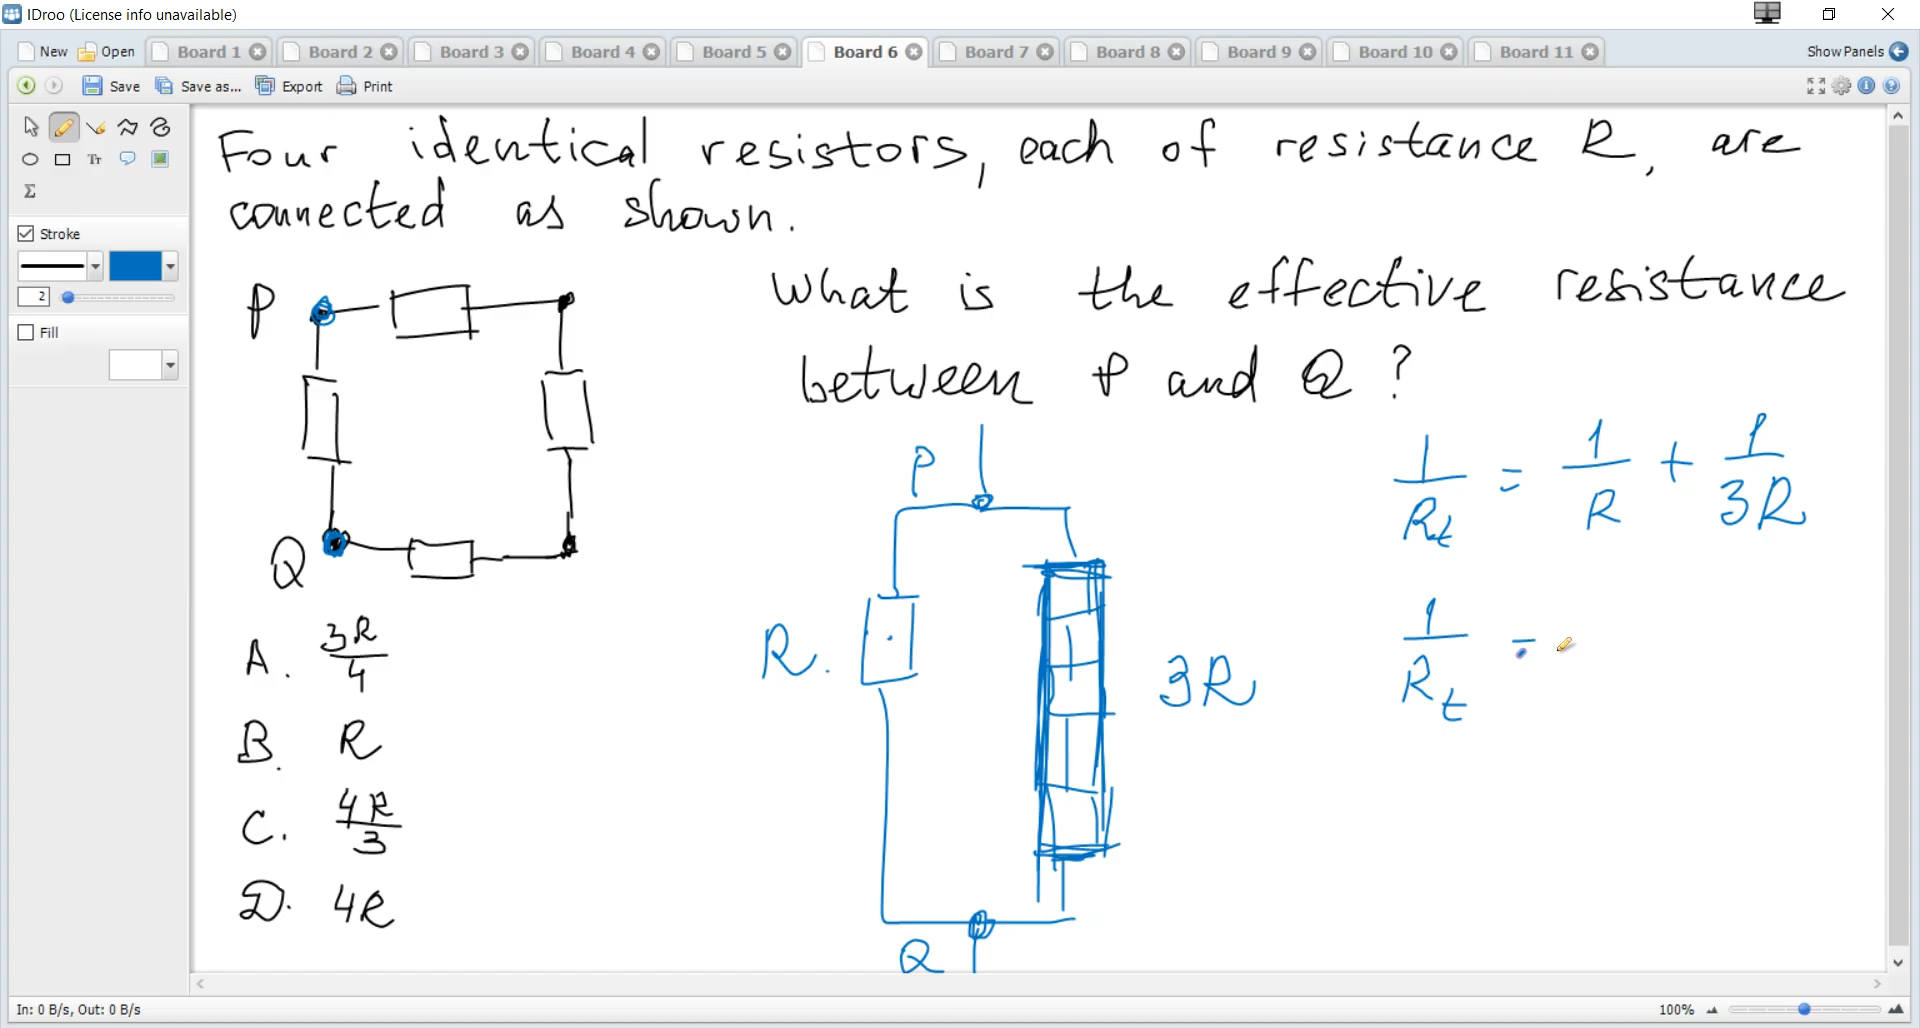 IDroo (License info unavailable)
New Open Board 1 Board 2 Board 3 Board 4 Board 5 Board 6 Board 7 Board 8 Board 9 Board 10 Board 11 Show Panels
Save Save as... Export Print
Tr
Σ
Stroke
2
Fill
Four identical resistors, each of resistance R, are
connected as shown.
What is the effective resistance
between P and Q ?
P
Q
A. 3R/4
B. R
C. 4R/3
D. 4R
P
R.
3R
Q
1/Rt = 1/R + 1/3R
1/Rt =
In: 0 B/s, Out: 0 B/s
100%